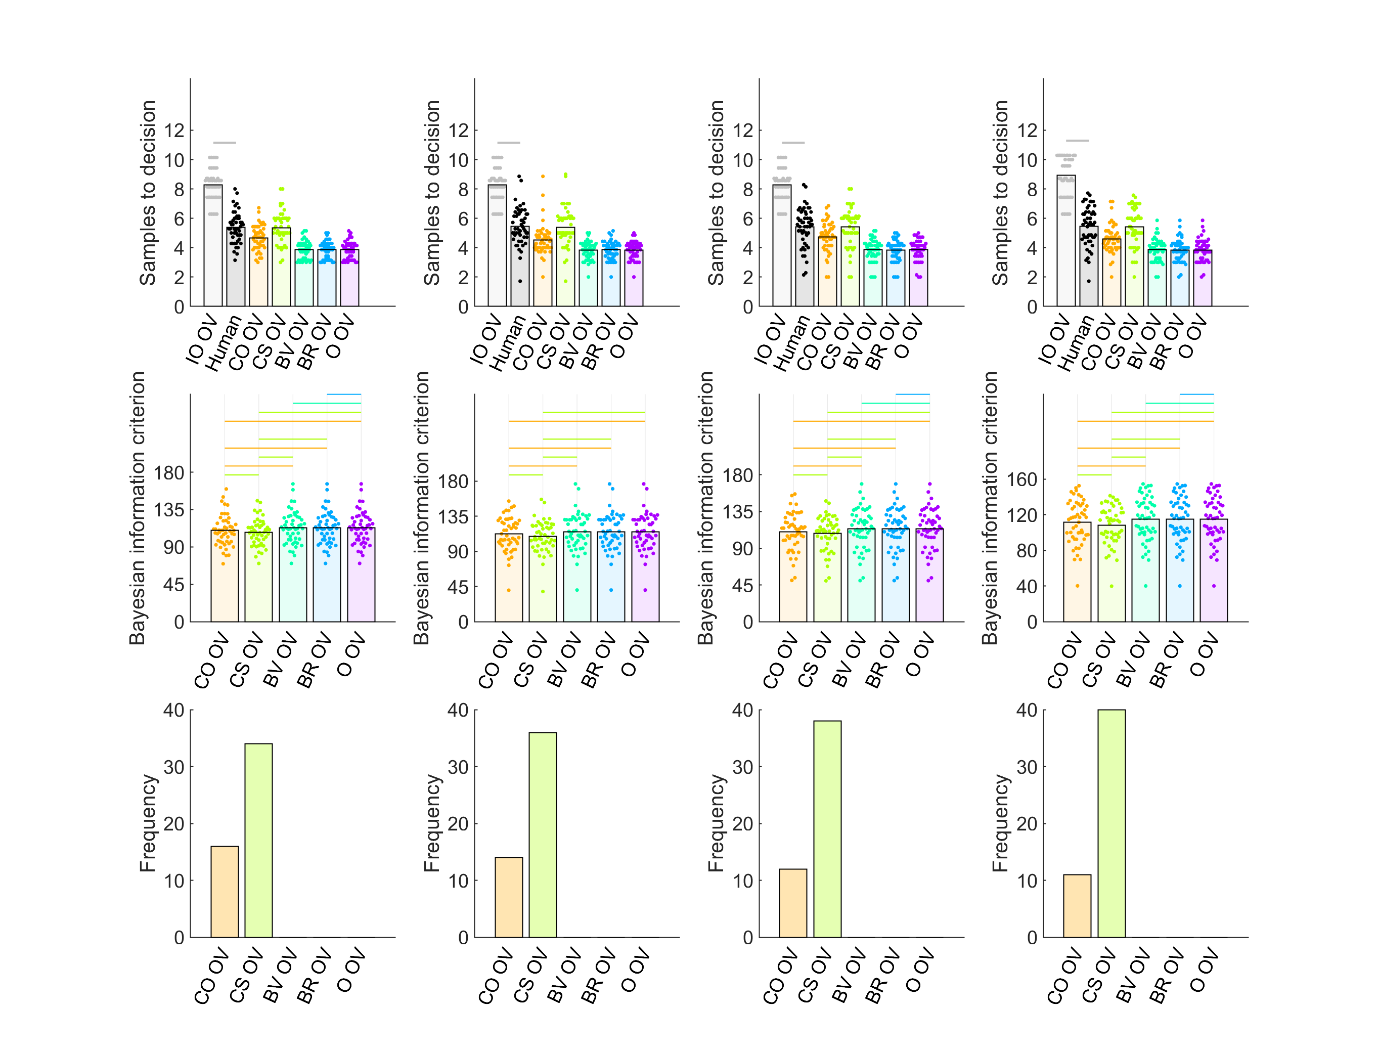 Samples to decision
12
10
8
6
4
2
0
IO OV
Human
CO OV
CS OV
BV OV
BR OV
O OV
Samples to decision
12
10
8
6
4
2
0
IO OV
Human
CO OV
CS OV
BV OV
BR OV
O OV
Samples to decision
12
10
8
6
4
2
0
IO OV
Human
CO OV
CS OV
BV OV
BR OV
O OV
Samples to decision
12
10
8
6
4
2
0
IO OV
Human
CO OV
CS OV
BV OV
BR OV
O OV
Bayesian information criterion
180
135
90
45
0
CO OV
CS OV
BV OV
BR OV
O OV
Bayesian information criterion
180
135
90
45
0
CO OV
CS OV
BV OV
BR OV
O OV
Bayesian information criterion
180
135
90
45
0
CO OV
CS OV
BV OV
BR OV
O OV
Bayesian information criterion
160
120
80
40
0
CO OV
CS OV
BV OV
BR OV
O OV
Frequency
40
30
20
10
0
CO OV
CS OV
BV OV
BR OV
O OV
Frequency
40
30
20
10
0
CO OV
CS OV
BV OV
BR OV
O OV
Frequency
40
30
20
10
0
CO OV
CS OV
BV OV
BR OV
O OV
Frequency
40
30
20
10
0
CO OV
CS OV
BV OV
BR OV
O OV